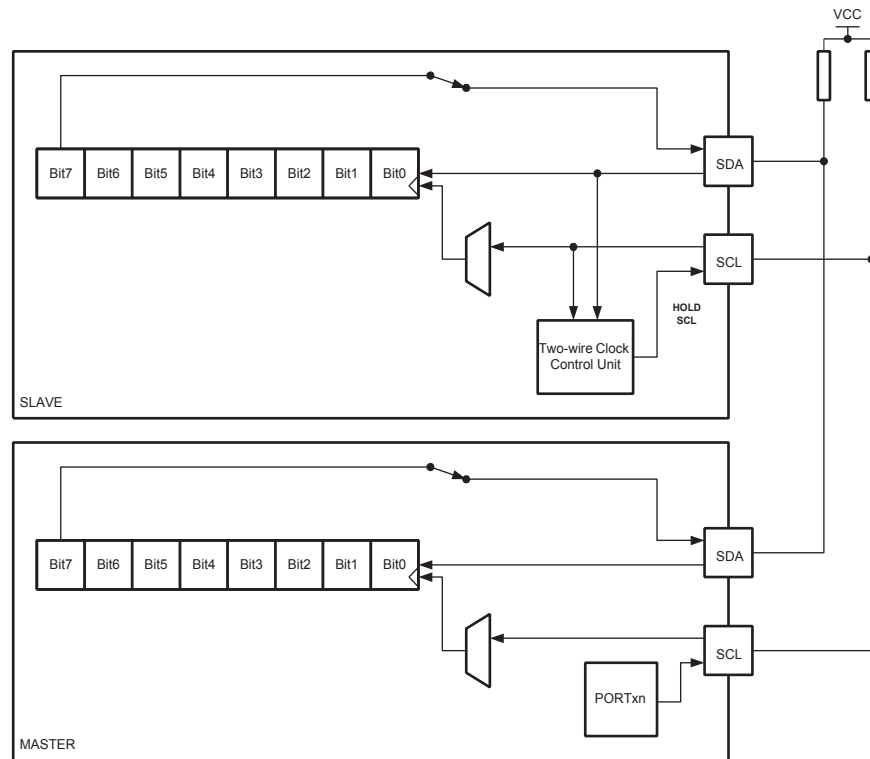 VCC
Bit7 Bit6 Bit5 Bit4 Bit3 Bit2 Bit1 Bit0
SDA
SCL
HOLD
SCL
Two-wire Clock
Control Unit
SLAVE
Bit7 Bit6 Bit5 Bit4 Bit3 Bit2 Bit1 Bit0
SDA
SCL
PORTxn
MASTER